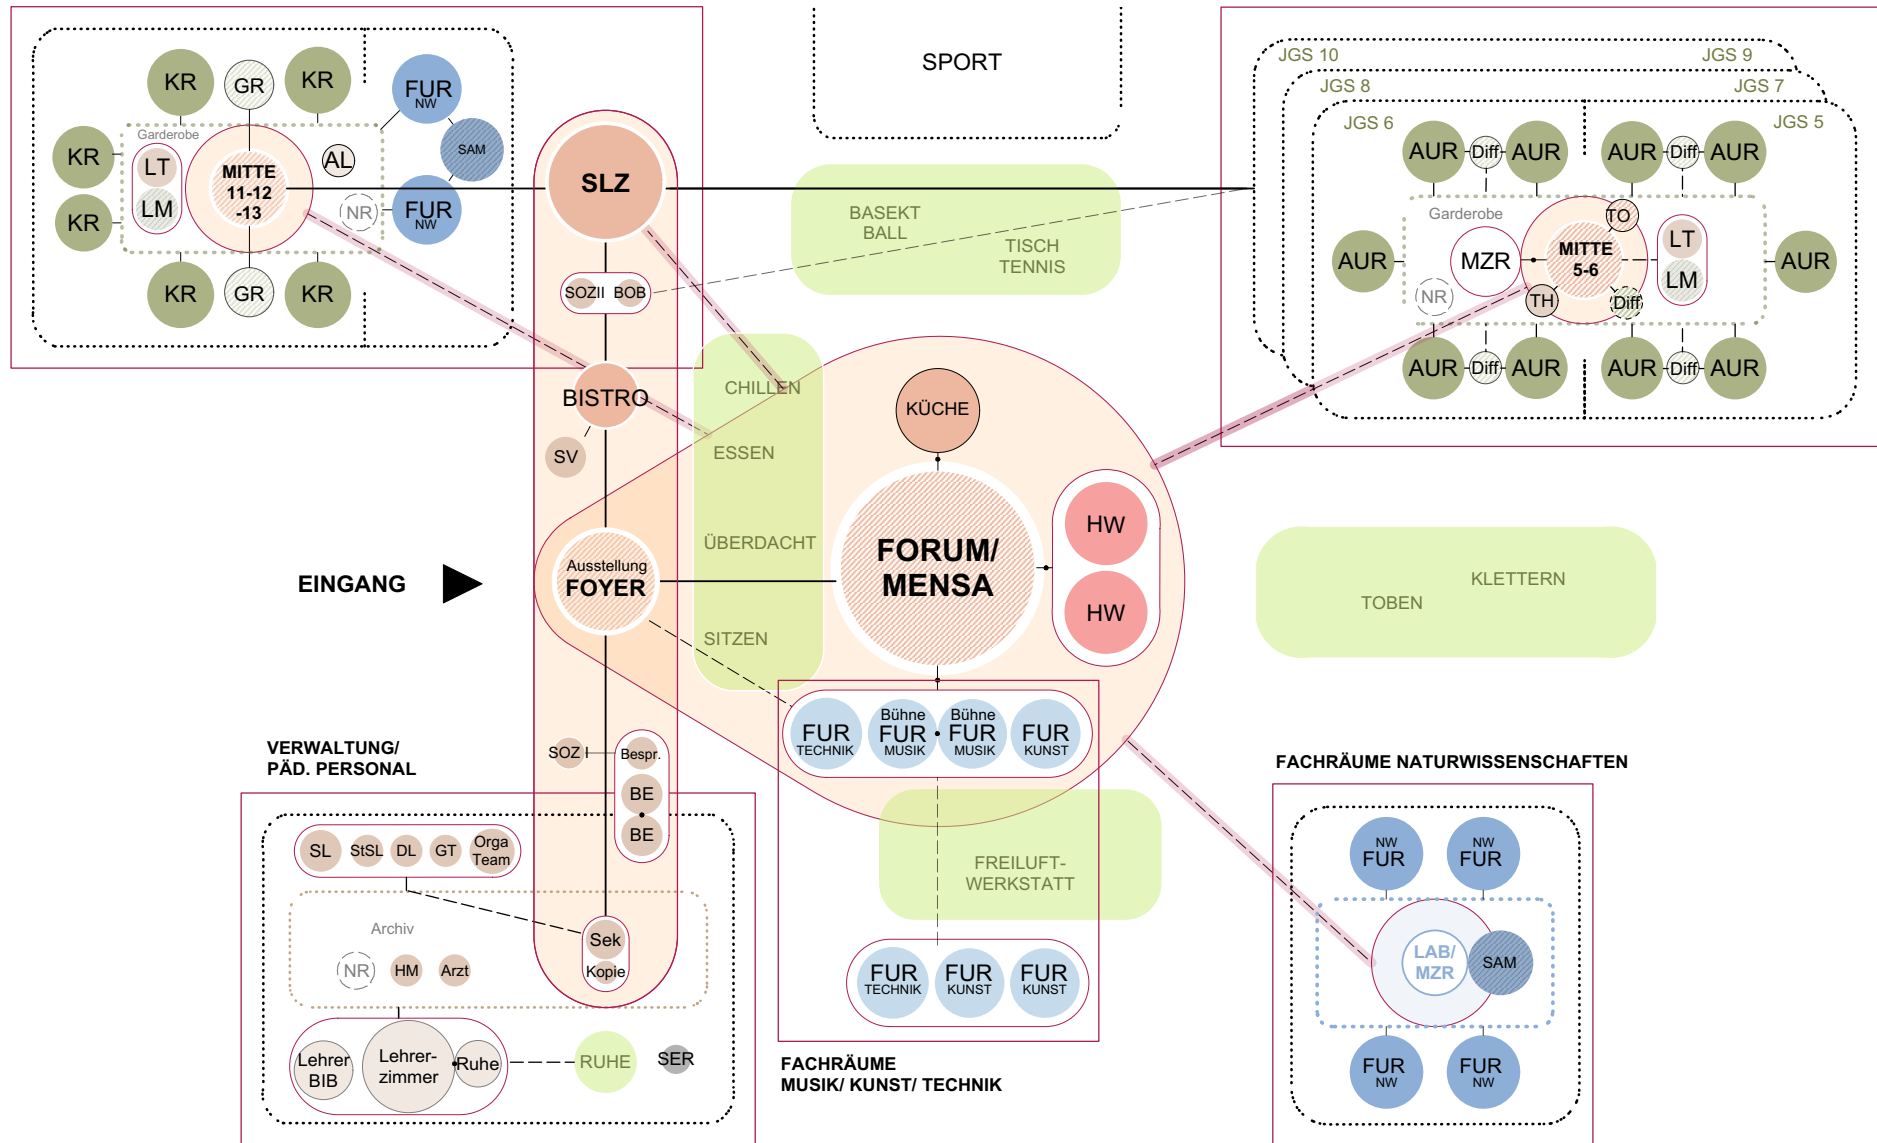 SPORT
KR
GR
KR
FUR
NW
SAM
FUR
NW
Garderobe
KR
LT
LM
MITTE
11-12
-13
AL
NR
KR
KR
GR
KR
SLZ
SOZII
BOB
BISTRO
SV
BASEKT
BALL
TISCH
TENNIS
JGS 10
JGS 9
JGS 8
JGS 7
JGS 6
JGS 5
AUR
Diff
AUR
AUR
Diff
AUR
Garderobe
TO
AUR
MZR
MITTE
5-6
LT
LM
AUR
NR
TH
Diff
AUR
Diff
AUR
AUR
Diff
AUR
CHILLEN
ESSEN
ÜBERDACHT
SITZEN
KÜCHE
FORUM/
MENSA
HW
HW
EINGANG
Ausstellung
FOYER
KLETTERN
TOBEN
FUR
TECHNIK
Bühne
FUR
MUSIK
Bühne
FUR
MUSIK
FUR
KUNST
FREILUFT-
WERKSTATT
FUR
TECHNIK
FUR
KUNST
FUR
KUNST
FACHRÄUME
MUSIK/ KUNST/ TECHNIK
VERWALTUNG/
PÄD. PERSONAL
SOZ I
Bespr.
BE
BE
SL
StSL
DL
GT
Orga
Team
Archiv
NR
HM
Arzt
Sek
Kopie
Lehrer
BIB
Lehrer-
zimmer
Ruhe
RUHE
SER
FACHRÄUME NATURWISSENSCHAFTEN
NW
FUR
NW
FUR
LAB/
MZR
SAM
FUR
NW
FUR
NW